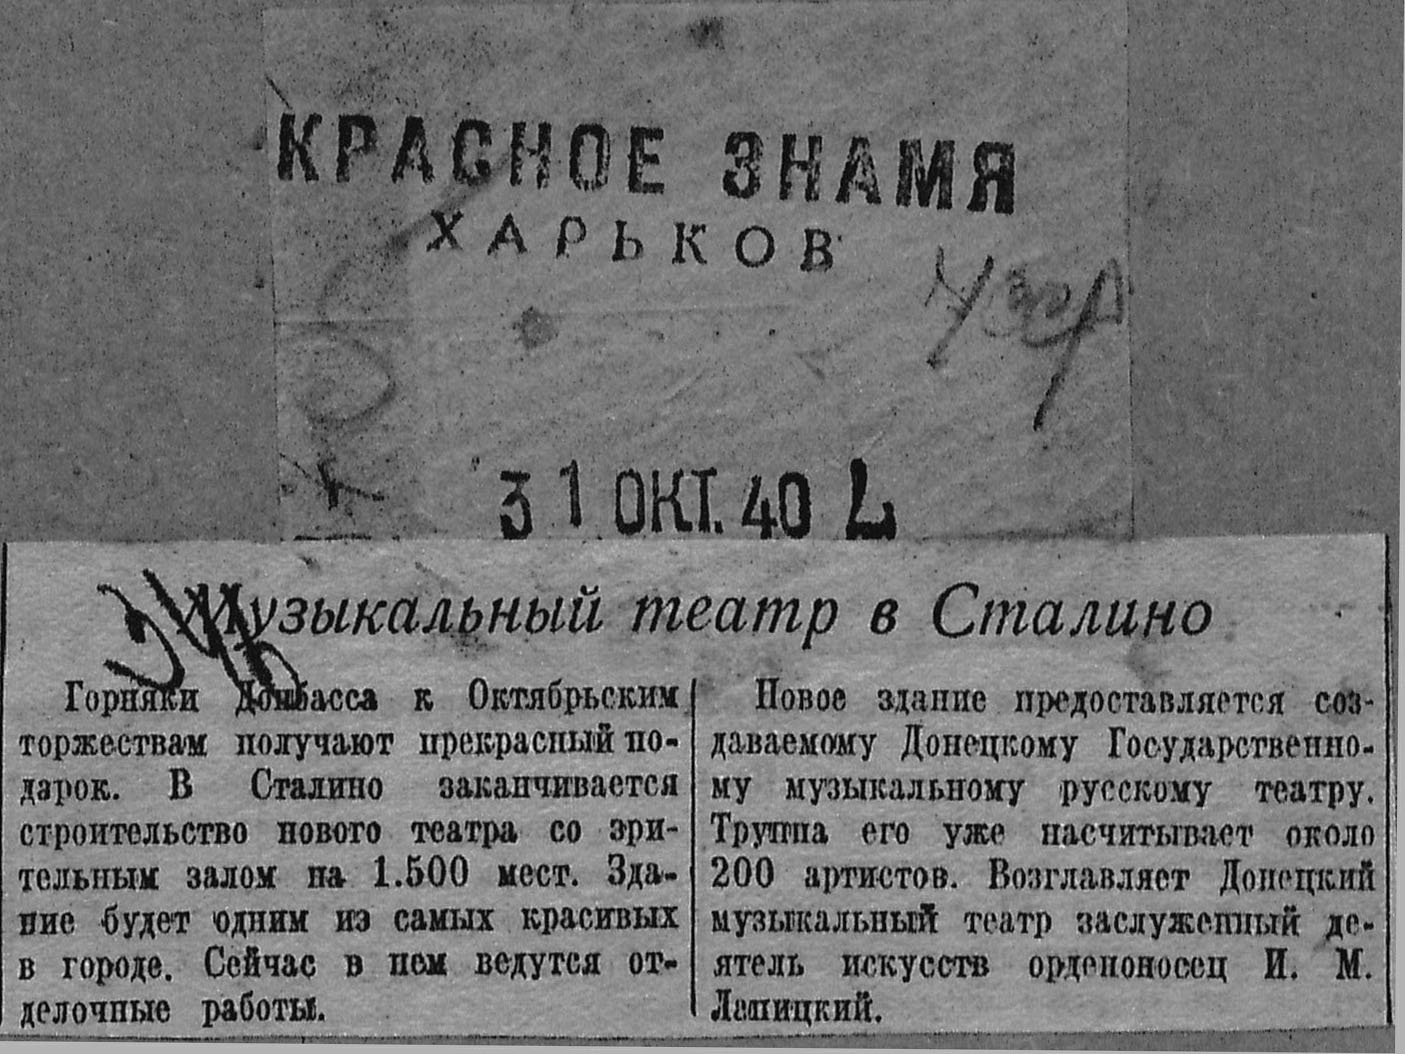 КРАСНОЕ ЗНАМЯ
ХАРЬКОВ
31 ОКТ. 40 L
Музыкальный театр в Сталино
Горняки Донбасса к Октябрьским
торжествам получают прекрасный по-
дарок. В Сталино заканчивается
строительство нового театра со зри-
тельным залом на 1.500 мест. Зда-
ние будет одним из самых красивых
в городе. Сейчас в нем ведутся от-
делочные работы.
Новое здание предоставляется соз-
даваемому Донецкому Государственно-
му музыкальному русскому театру.
Труппа его уже насчитывает около
200 артистов. Возглавляет Донецкий
музыкальный театр заслуженный де-
ятель искусств орденоносец И. М.
Лапицкий.